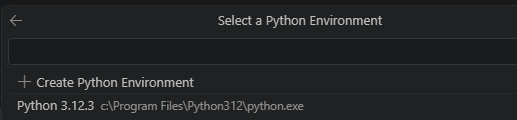 Select a Python Environment
Create Python Environment
Python 3.12.3 c:\Program Files\Python312\python.exe